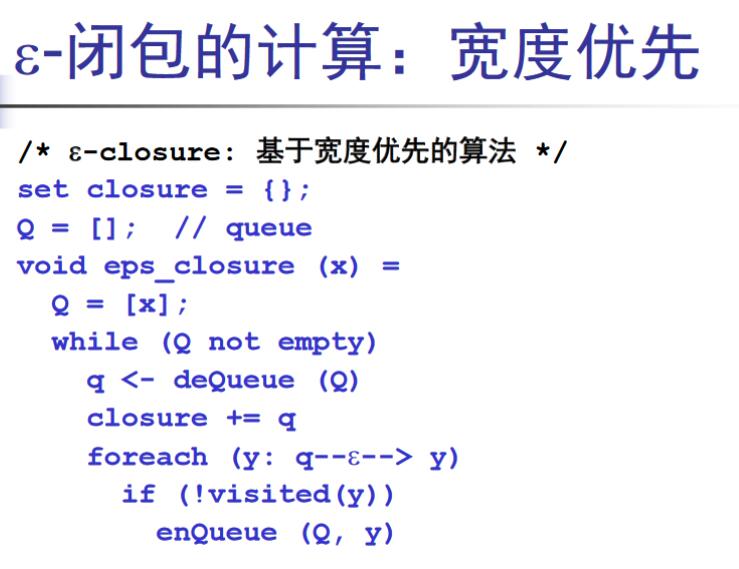 ε-闭包的计算：宽度优先
/* ε-closure: 基于宽度优先的算法 */
set closure = {};
Q = [];  // queue
void eps_closure (x) =
  Q = [x];
  while (Q not empty)
    q <- deQueue (Q)
    closure += q
    foreach (y: q--ε--> y)
      if (!visited(y))
        enQueue (Q, y)